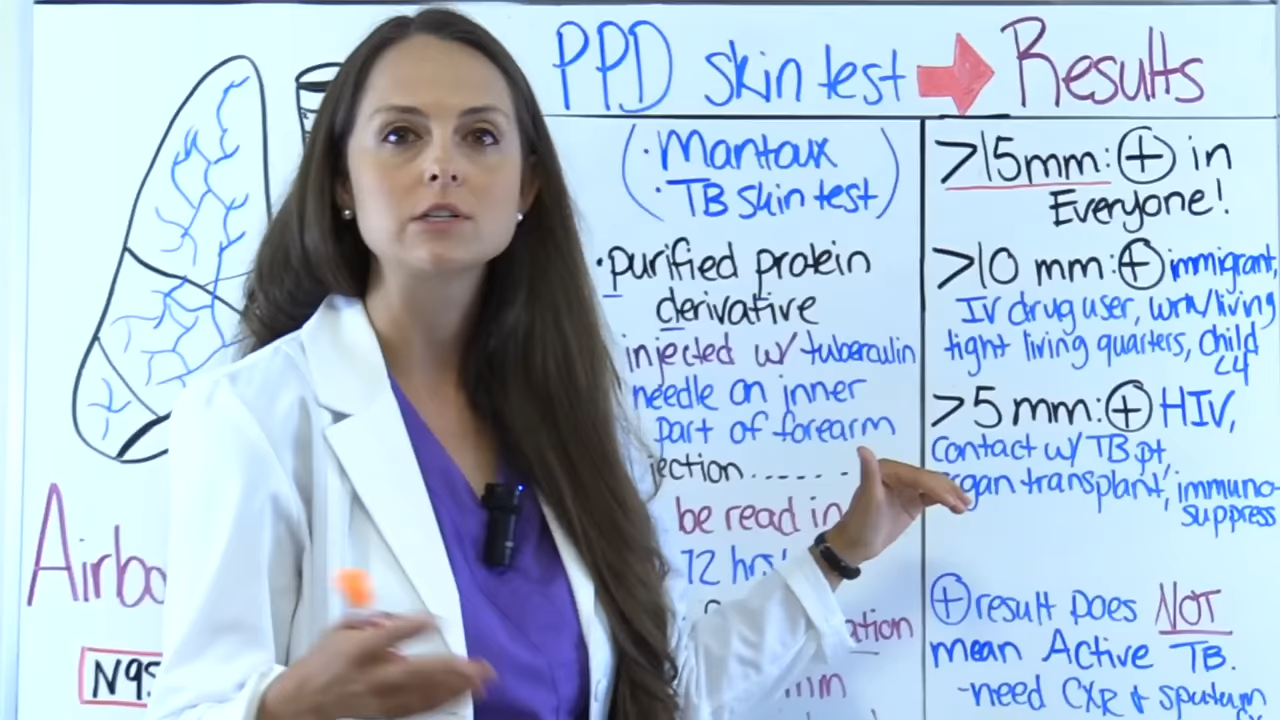 PPD skin test
Results
(· Mantoux
· TB skin test)
· purified protein
derivative
injected w/ tuberculin
needle on inner
part of forearm
jection......
be read in
72 hrs
ation
mm
>15mm: + in
Everyone!
>10 mm: + immigrant,
IV drug user, wrk/living
tight living quarters, child
<4
>5 mm: + HIV,
contact w/ TB pt,
organ transplant, immuno-
suppress
+ result does NOT
mean Active TB.
-need CXR + sputum
Airbo
N95